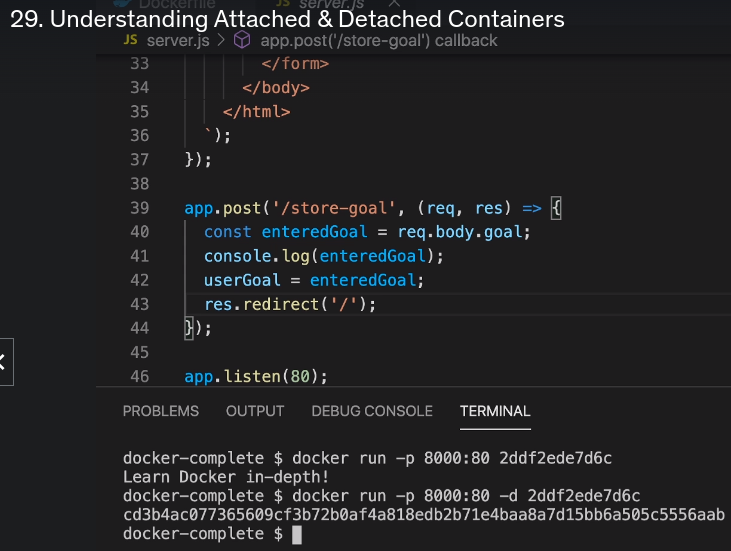 Dockerfile JS server.js
29. Understanding Attached & Detached Containers
JS server.js > app.post('/store-goal') callback
33 </form>
34 </body>
35 </html>
36 `);
37 });
38
39 app.post('/store-goal', (req, res) => {
40 const enteredGoal = req.body.goal;
41 console.log(enteredGoal);
42 userGoal = enteredGoal;
43 res.redirect('/');
44 });
45
46 app.listen(80);
PROBLEMS OUTPUT DEBUG CONSOLE TERMINAL
docker-complete $ docker run -p 8000:80 2ddf2ede7d6c
Learn Docker in-depth!
docker-complete $ docker run -p 8000:80 -d 2ddf2ede7d6c
cd3b4ac077365609cf3b72b0af4a818edb2b71e4baa8a7d15bb6a505c5556aab
docker-complete $